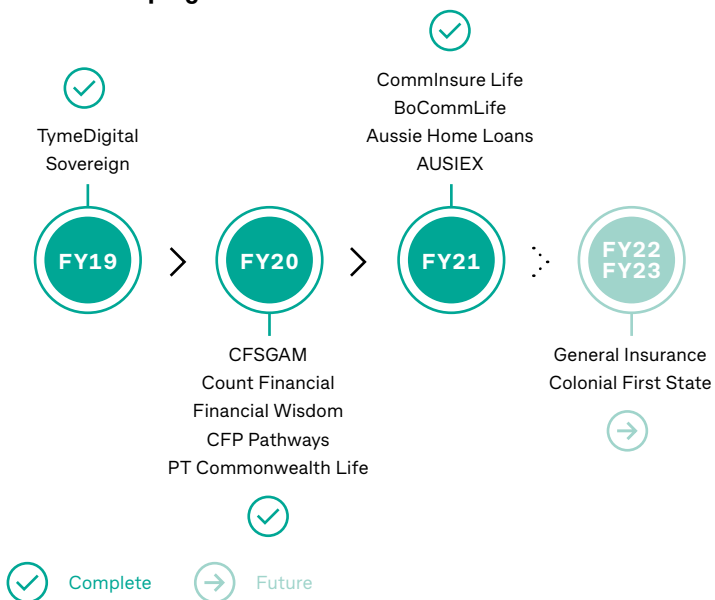 TymeDigital
Sovereign
FY19
FY20
CFSGAM
Count Financial
Financial Wisdom
CFP Pathways
PT Commonwealth Life
CommInsure Life
BoCommLife
Aussie Home Loans
AUSIEX
FY21
FY22
FY23
General Insurance
Colonial First State
Complete
Future